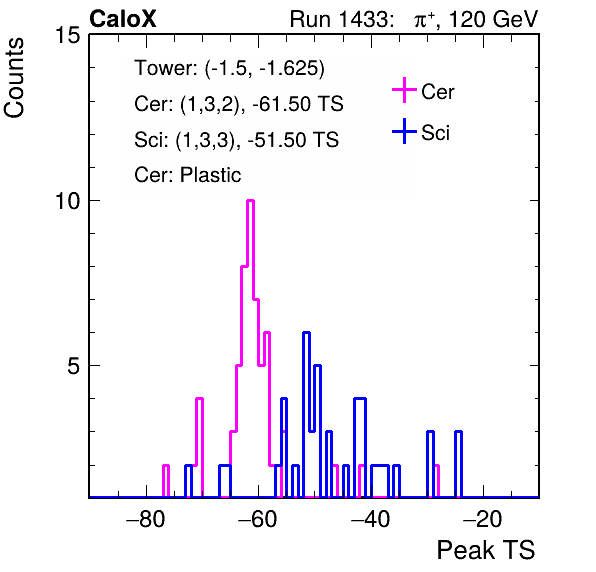 CaloX Run 1433: π⁺, 120 GeV
Counts
15
10
5
Tower: (-1.5, -1.625)
Cer: (1,3,2), -61.50 TS
Sci: (1,3,3), -51.50 TS
Cer: Plastic
Cer
Sci
−80 −60 −40 −20
Peak TS